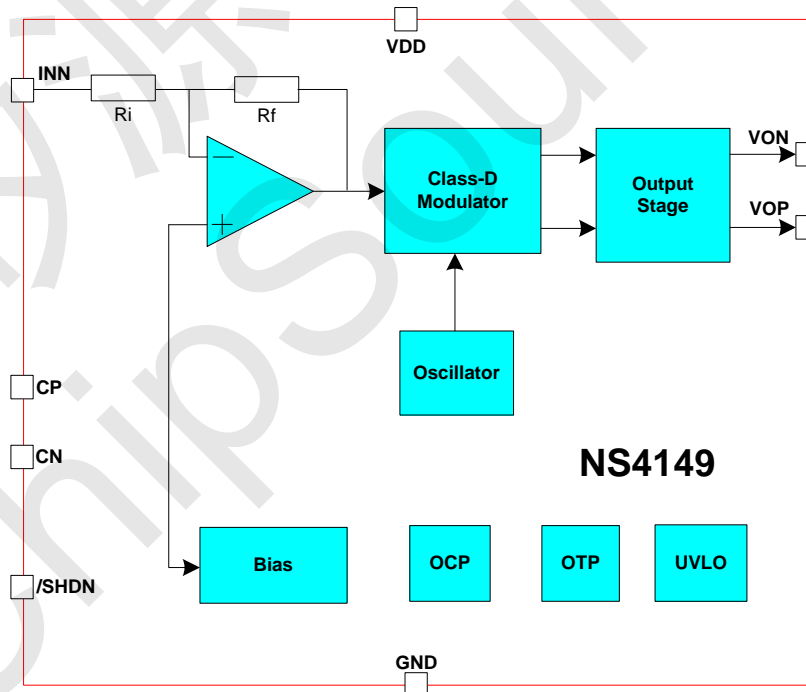 VDD
INN
Ri
Rf
Class-D
Modulator
Output
Stage
VON
VOP
Oscillator
CP
CN
NS4149
/SHDN
Bias
OCP
OTP
UVLO
GND